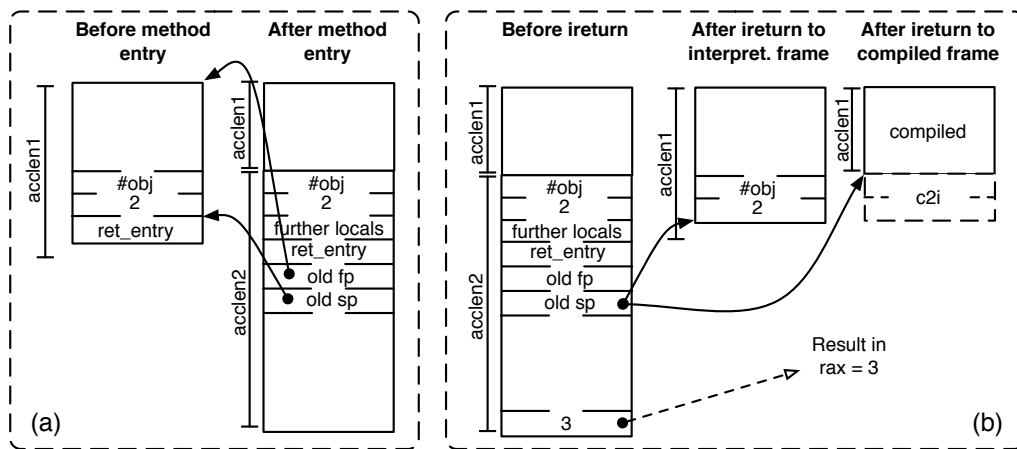 Before method
entry
After method
entry
acclen1
#obj
2
ret_entry
acclen1
acclen2
#obj
2
further locals
ret_entry
old fp
old sp
(a)
Before ireturn
After ireturn to
interpret. frame
After ireturn to
compiled frame
acclen1
acclen2
#obj
2
further locals
ret_entry
old fp
old sp
3
acclen1
#obj
2
acclen1
compiled
c2i
Result in
rax = 3
(b)